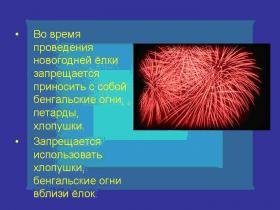 • Во время
проведения
новогодней ёлки
запрещается
приносить с собой
бенгальские огни,
петарды,
хлопушки.
• Запрещается
использовать
хлопушки,
бенгальские огни
вблизи ёлок.